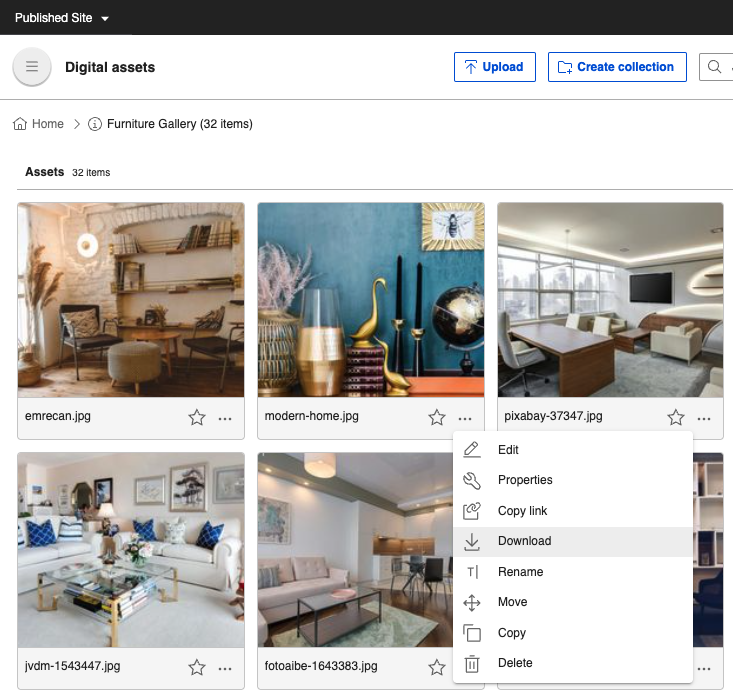 Published Site
Digital assets
Upload
Create collection
Home
Furniture Gallery (32 items)
Assets 32 items
emrecan.jpg
modern-home.jpg
pixabay-37347.jpg
Edit
Properties
Copy link
Download
Rename
Move
Copy
Delete
jvdm-1543447.jpg
fotoaibe-1643383.jpg